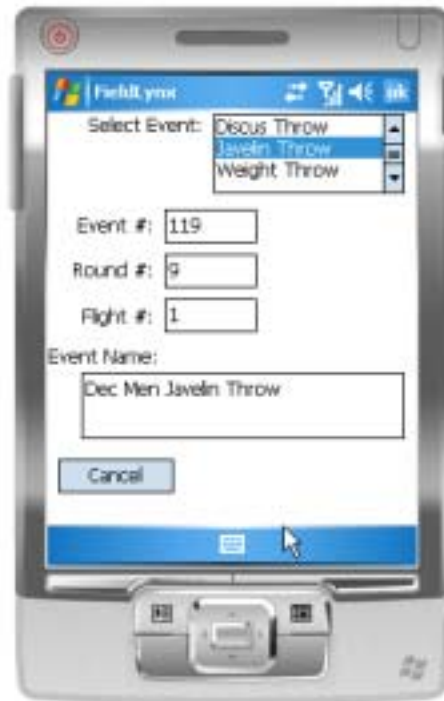 FieldLynx
ok
Select Event:
Discus Throw
Javelin Throw
Weight Throw
Event #: 119
Round #: 9
Flight #: 1
Event Name:
Dec Men Javelin Throw
Cancel